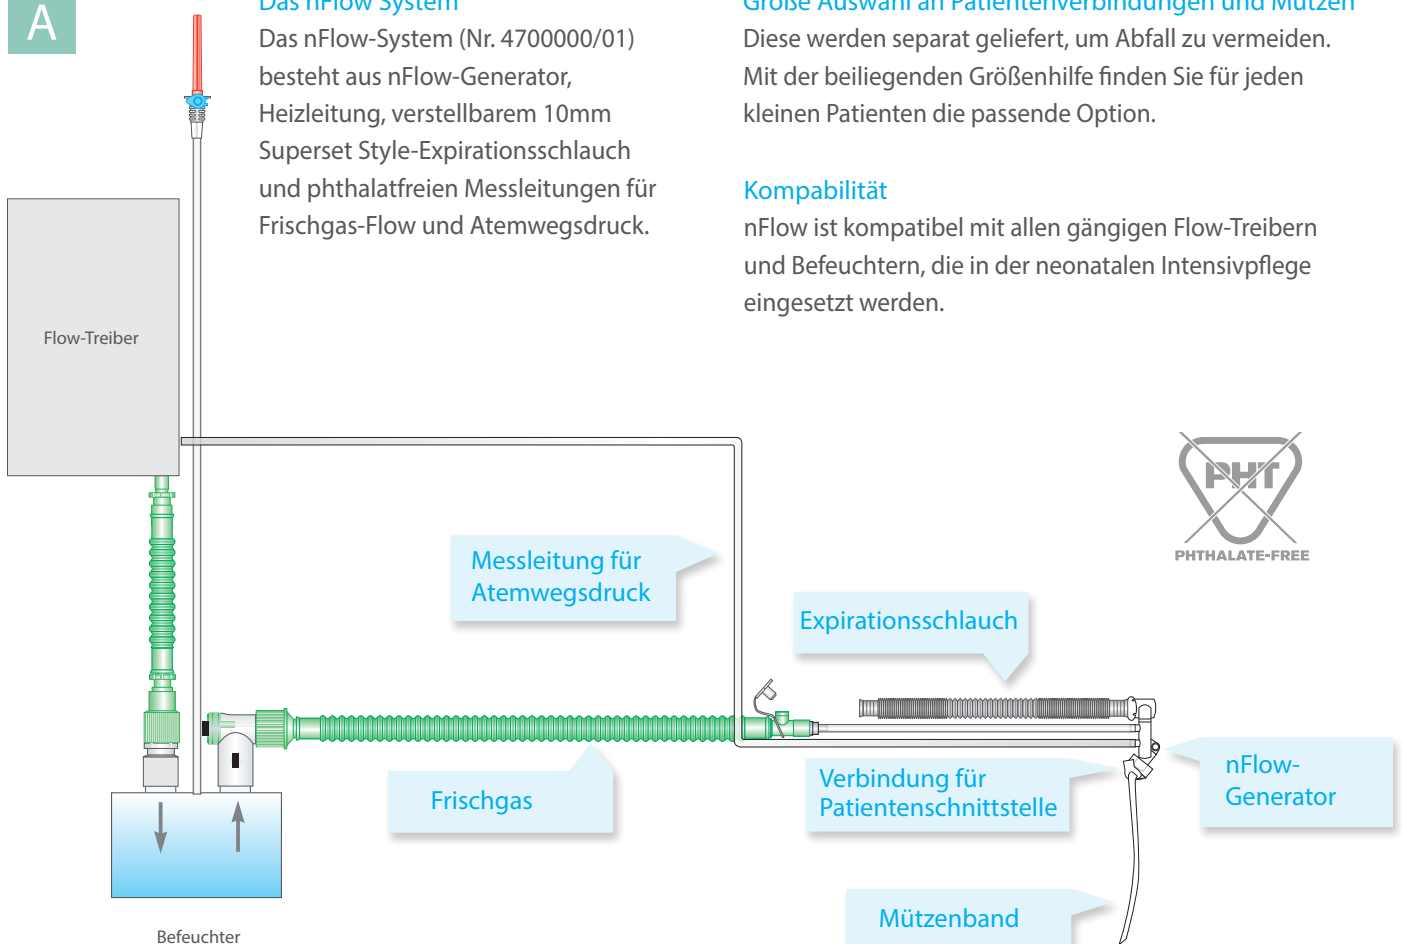 A
Das nFlow System
Das nFlow-System (Nr. 4700000/01)
besteht aus nFlow-Generator,
Heizleitung, verstellbarem 10mm
Superset Style-Expirationsschlauch
und phthalatfreien Messleitungen für
Frischgas-Flow und Atemwegsdruck.
Große Auswahl an Patientenverbindungen und Mützen
Diese werden separat geliefert, um Abfall zu vermeiden.
Mit der beiliegenden Größenhilfe finden Sie für jeden
kleinen Patienten die passende Option.
Kompabilität
nFlow ist kompatibel mit allen gängigen Flow-Treibern
und Befeuchtern, die in der neonatalen Intensivpflege
eingesetzt werden.
Flow-Treiber
PHT
PHTHALATE-FREE
Messleitung für
Atemwegsdruck
Expirationsschlauch
Frischgas
Verbindung für
Patientenschnittstelle
nFlow-
Generator
Mützenband
Befeuchter